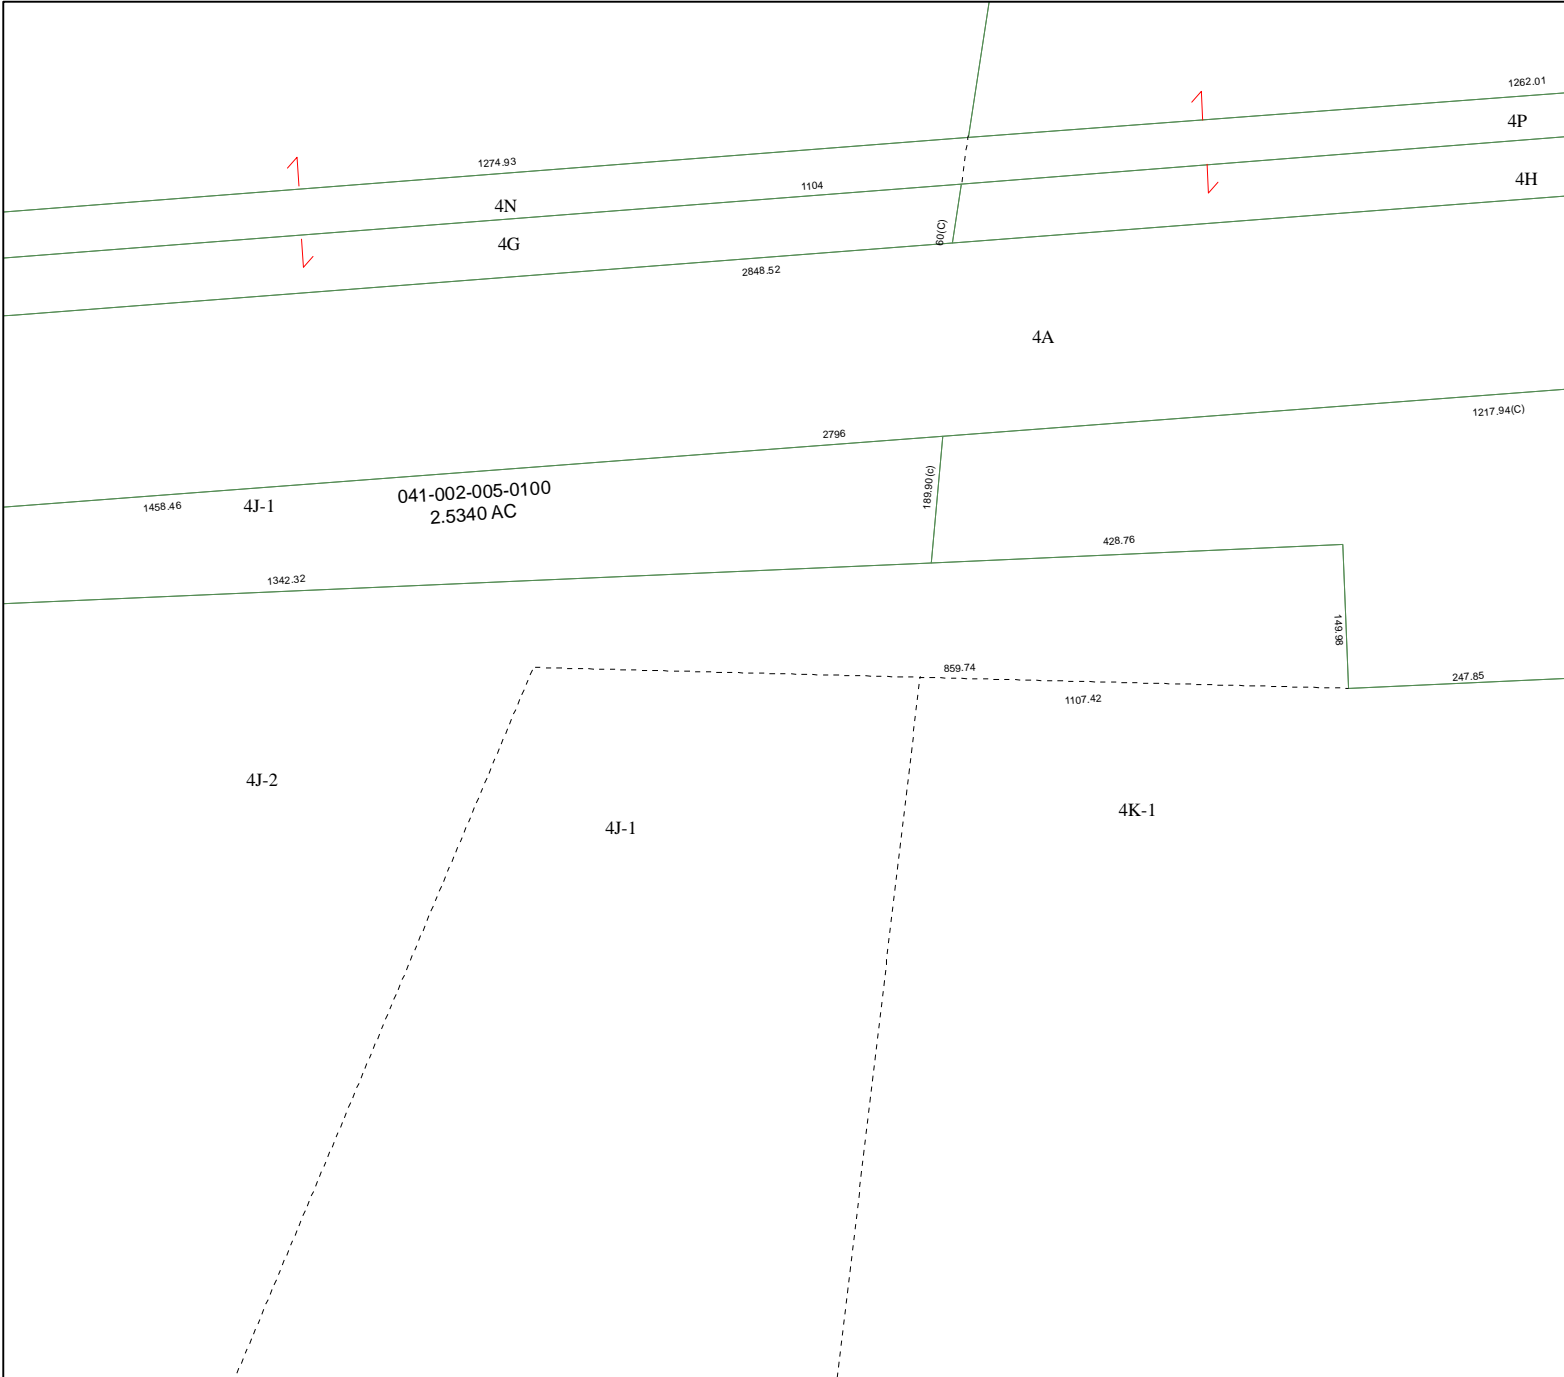 1262.01
4P
1274.93
4H
1104
4N
60(C)
4G
2848.52
4A
1217.94(C)
2796
189.90(c)
1458.46
4J-1
041-002-005-0100
2.5340 AC
428.76
1342.32
149.98
859.74
247.85
1107.42
4J-2
4K-1
4J-1